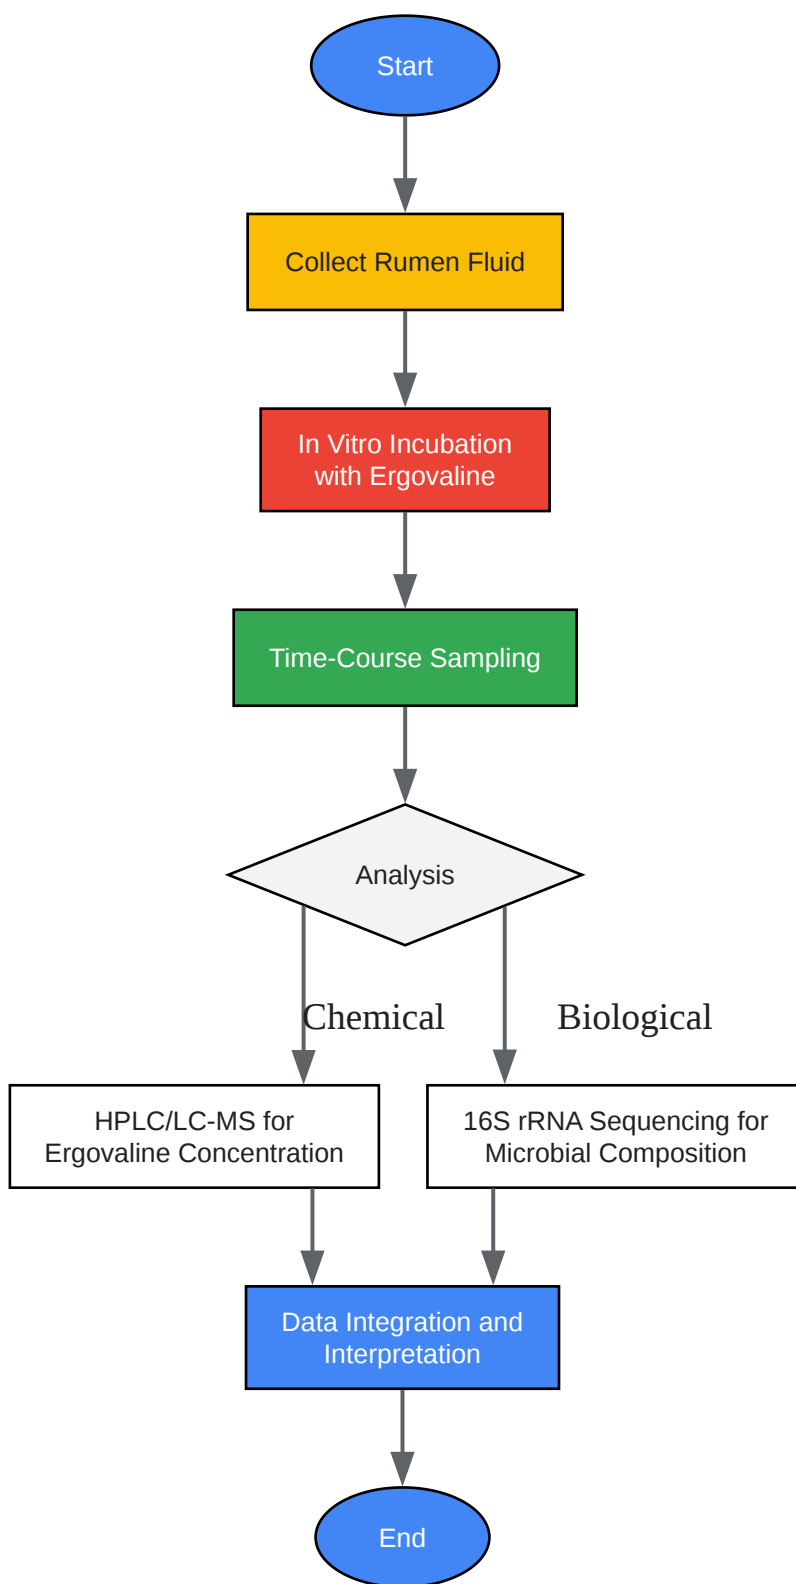 Start
Collect Rumen Fluid
In Vitro Incubation
with Ergovaline
Time-Course Sampling
Analysis
Chemical
Biological
HPLC/LC-MS for
Ergovaline Concentration
16S rRNA Sequencing for
Microbial Composition
Data Integration and
Interpretation
End